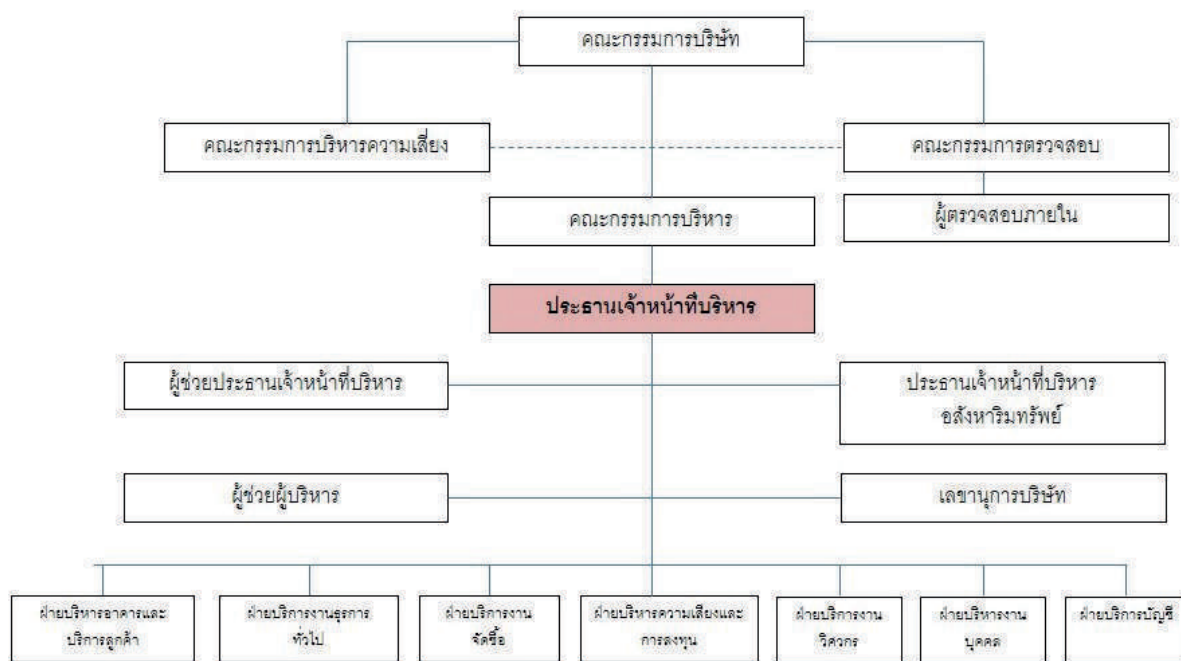 คณะกรรมการบริษัท
คณะกรรมการบริหารความเสี่ยง
คณะกรรมการตรวจสอบ
คณะกรรมการบริหาร
ผู้ตรวจสอบภายใน
ประธานเจ้าหน้าที่บริหาร
ผู้ช่วยประธานเจ้าหน้าที่บริหาร
ประธานเจ้าหน้าที่บริหาร
อสังหาริมทรัพย์
ผู้ช่วยผู้บริหาร
เลขานุการบริษัท
ฝ่ายบริหารอาคารและ
บริการลูกค้า
ฝ่ายบริการงานธุรการ
ทั่วไป
ฝ่ายบริการงาน
จัดซื้อ
ฝ่ายบริหารความเสี่ยงและ
การลงทุน
ฝ่ายบริการงาน
วิศวกร
ฝ่ายบริหารงาน
บุคคล
ฝ่ายบริการบัญชี